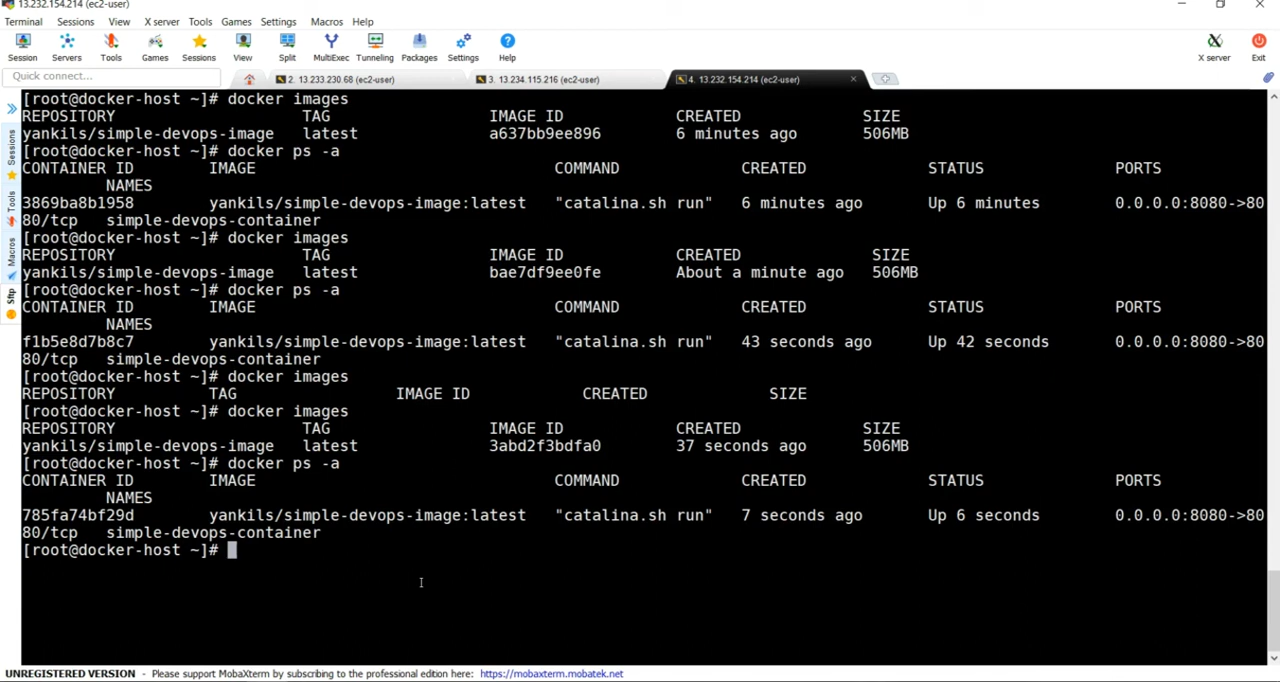 13.232.154.214 (ec2-user)
Terminal Sessions View X server Tools Games Settings Macros Help
Session Servers Tools Games Sessions View Split MultiExec Tunneling Packages Settings Help X server Exit
Quick connect... 2. 13.233.230.68 (ec2-user) 3. 13.234.115.216 (ec2-user) 4. 13.232.154.214 (ec2-user)
Sessions
Tools
Macros
Sftp
[root@docker-host ~]# docker images
REPOSITORY TAG IMAGE ID CREATED SIZE
yankils/simple-devops-image latest a637bb9ee896 6 minutes ago 506MB
[root@docker-host ~]# docker ps -a
CONTAINER ID IMAGE COMMAND CREATED STATUS PORTS
NAMES
3869ba8b1958 yankils/simple-devops-image:latest "catalina.sh run" 6 minutes ago Up 6 minutes 0.0.0.0:8080->80
80/tcp simple-devops-container
[root@docker-host ~]# docker images
REPOSITORY TAG IMAGE ID CREATED SIZE
yankils/simple-devops-image latest bae7df9ee0fe About a minute ago 506MB
[root@docker-host ~]# docker ps -a
CONTAINER ID IMAGE COMMAND CREATED STATUS PORTS
NAMES
f1b5e8d7b8c7 yankils/simple-devops-image:latest "catalina.sh run" 43 seconds ago Up 42 seconds 0.0.0.0:8080->80
80/tcp simple-devops-container
[root@docker-host ~]# docker images
REPOSITORY TAG IMAGE ID CREATED SIZE
[root@docker-host ~]# docker images
REPOSITORY TAG IMAGE ID CREATED SIZE
yankils/simple-devops-image latest 3abd2f3bdfa0 37 seconds ago 506MB
[root@docker-host ~]# docker ps -a
CONTAINER ID IMAGE COMMAND CREATED STATUS PORTS
NAMES
785fa74bf29d yankils/simple-devops-image:latest "catalina.sh run" 7 seconds ago Up 6 seconds 0.0.0.0:8080->80
80/tcp simple-devops-container
[root@docker-host ~]#
UNREGISTERED VERSION - Please support MobaXterm by subscribing to the professional edition here: https://mobaxterm.mobatek.net